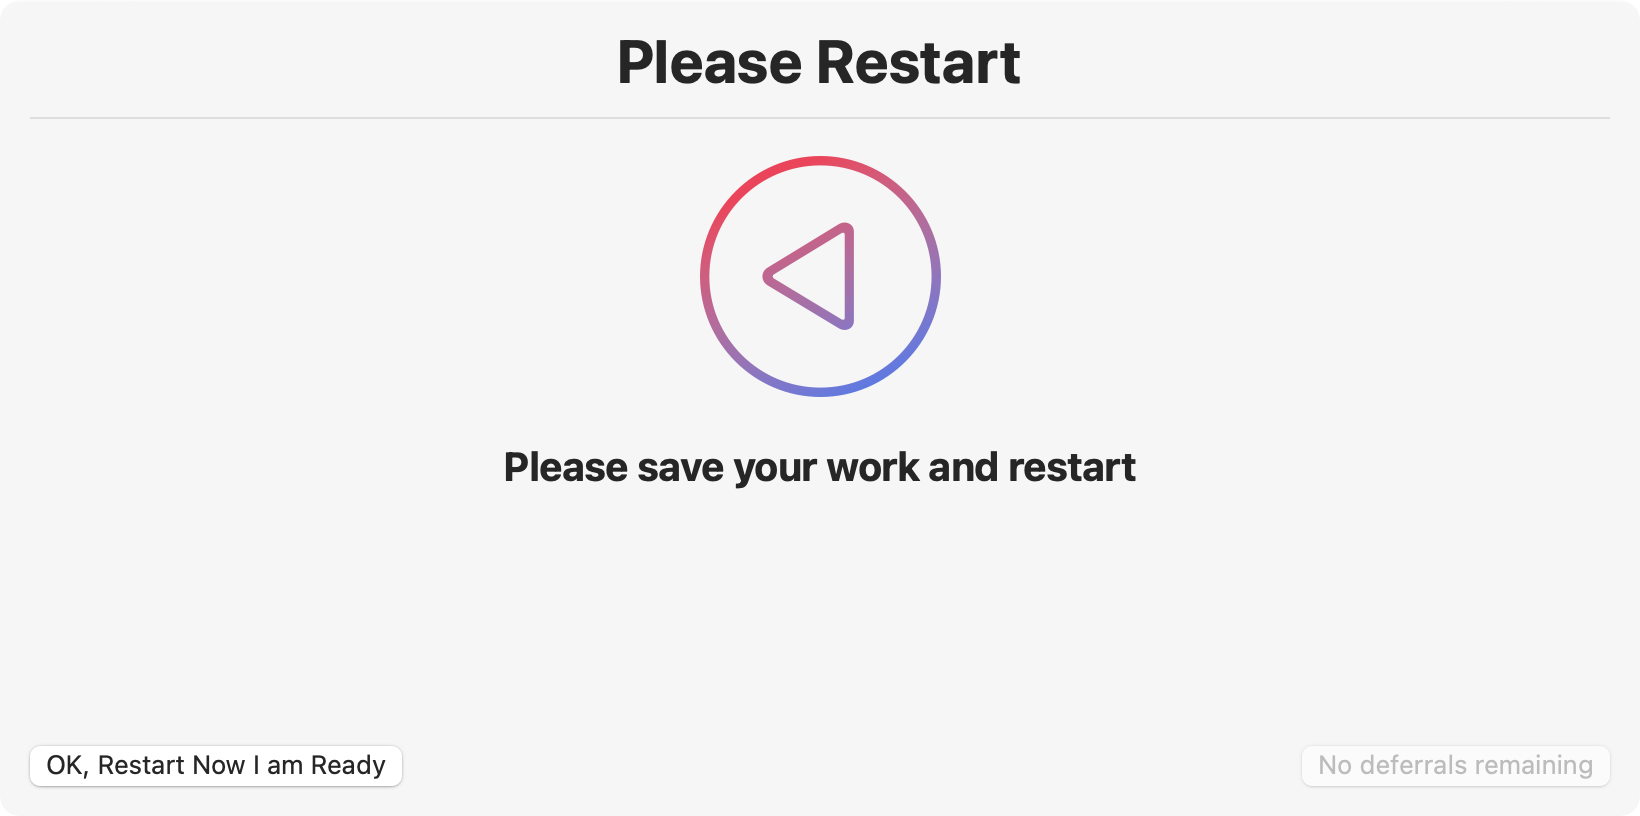 Please Restart
Please save your work and restart
OK, Restart Now I am Ready
No deferrals remaining